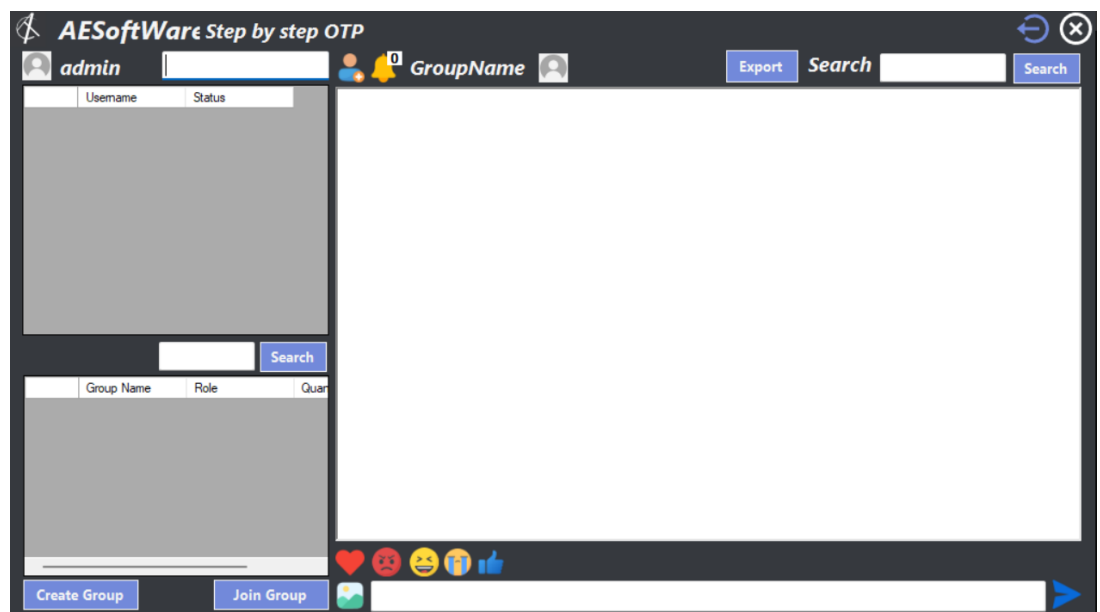 AESoftWare Step by step OTP
admin 0 GroupName Export Search Search
Username Status
Search
Group Name Role Quan
Create Group Join Group